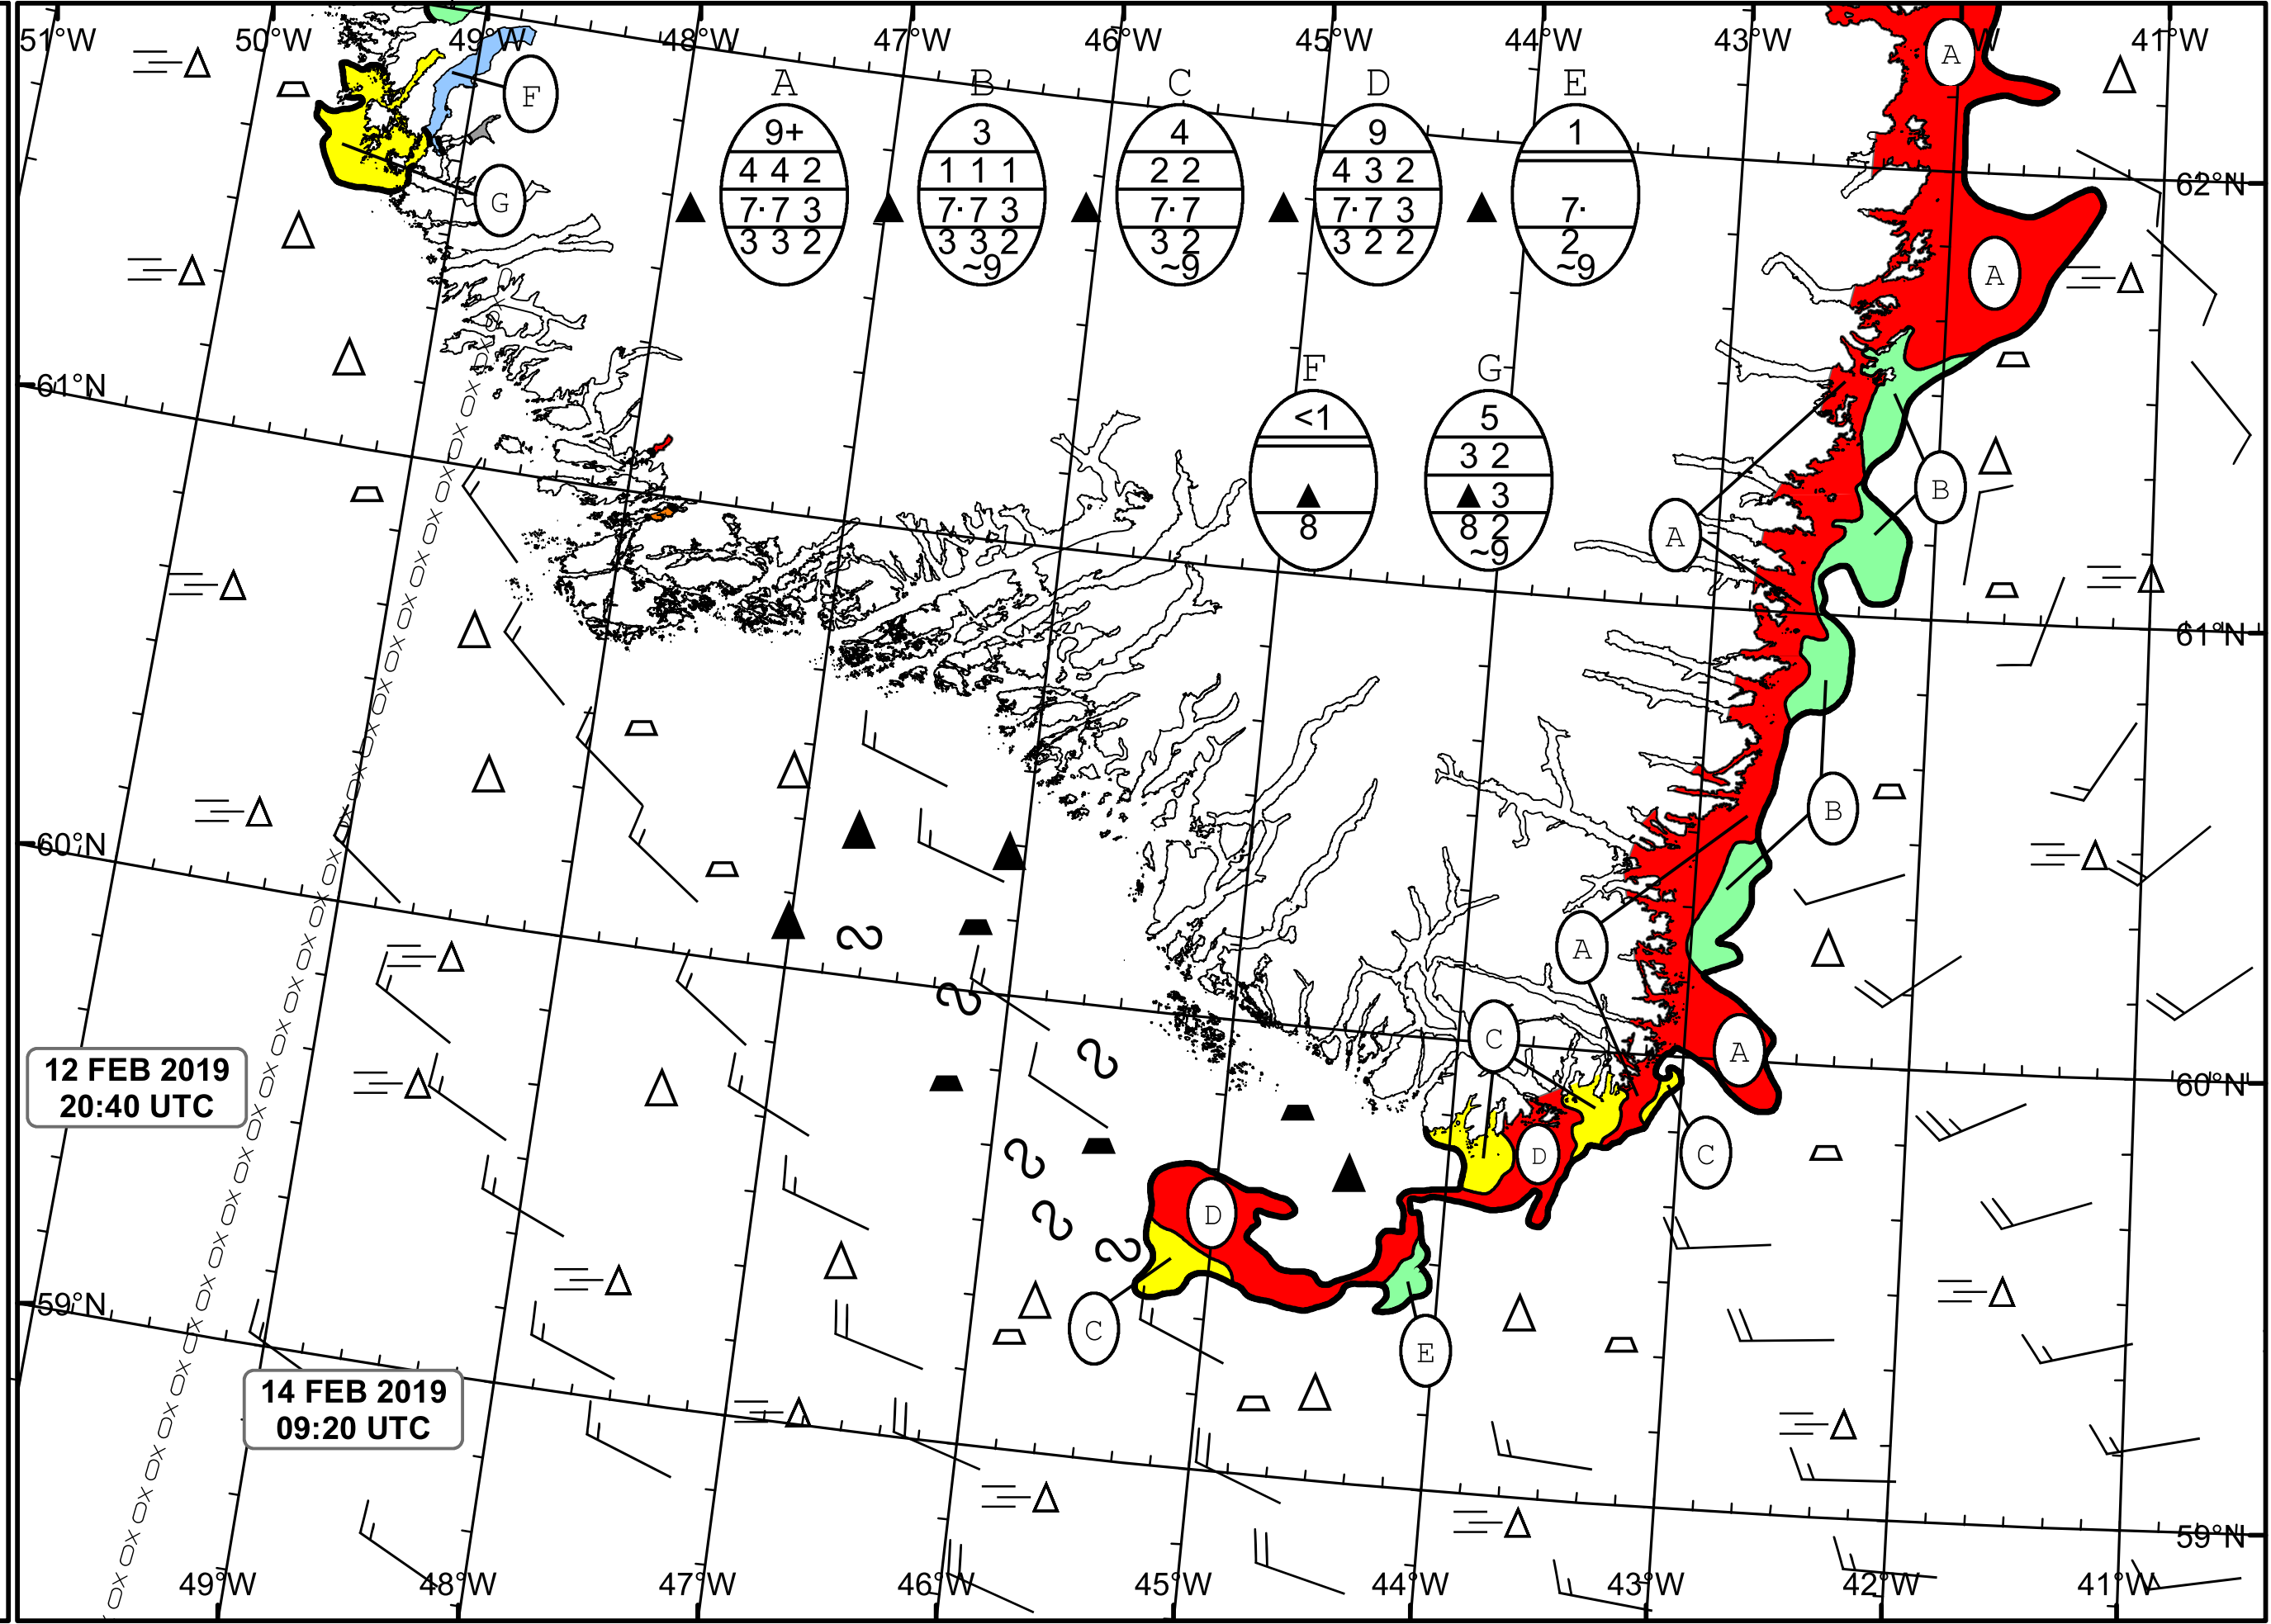 51°W 50°W 49°W 48°W 47°W 46°W 45°W 44°W 43°W 41°W
A B C D E
9+ 3 4 9 1
4 4 2 1 1 1 2 2 4 3 2
7· 7 3 7· 7 3 7· 7 7· 7 3 7·
3 3 2 3 3 2 3 2 3 2 2 2
~9 ~9 ~9
A
F
G
62°N
A
F G
<1 5
3 2
3
8 8 2
~9
61°N
B
A
61°N
B
60°N
A
C
A
60°N
12 FEB 2019
20:40 UTC
D
C
D
59°N
C
E
14 FEB 2019
09:20 UTC
59°N
49°W 48°W 47°W 46°W 45°W 44°W 43°W 42°W 41°W